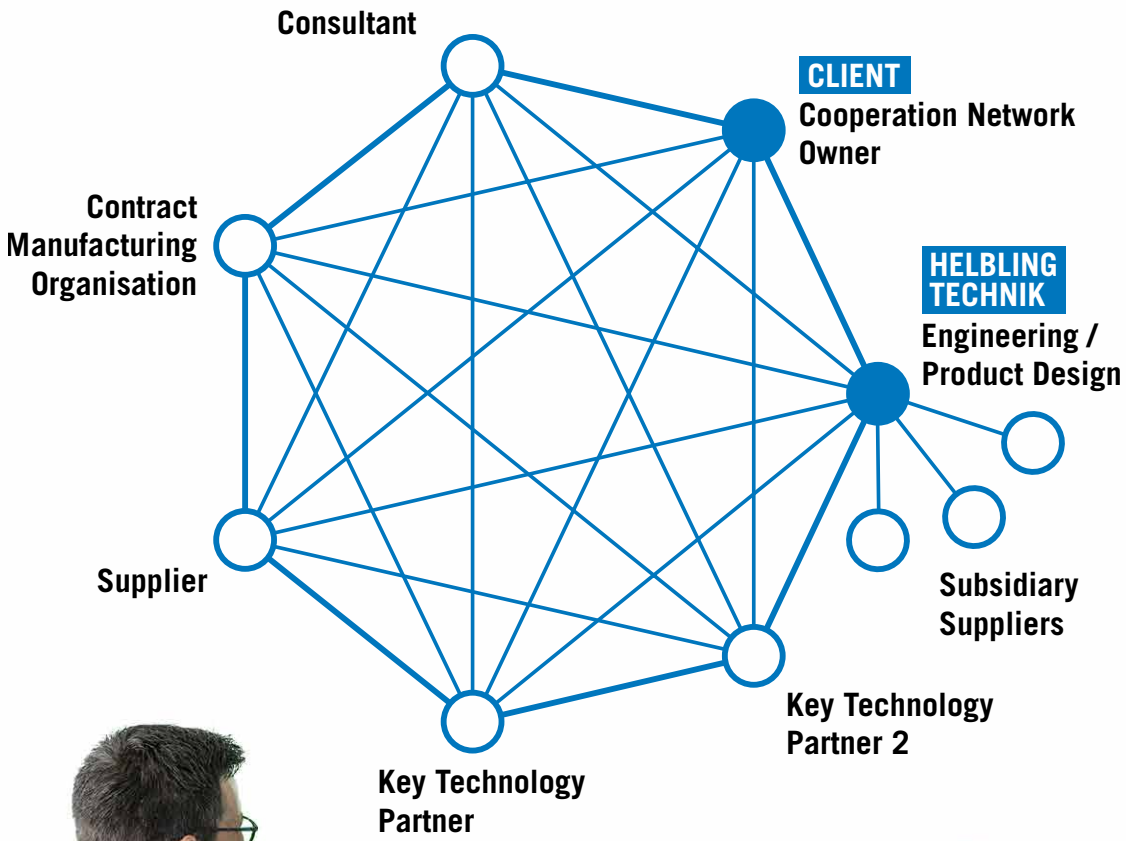 Consultant
CLIENT
Cooperation Network
Owner
Contract
Manufacturing
Organisation
HELBLING
TECHNIK
Engineering /
Product Design
Supplier
Subsidiary
Suppliers
Key Technology
Partner 2
Key Technology
Partner